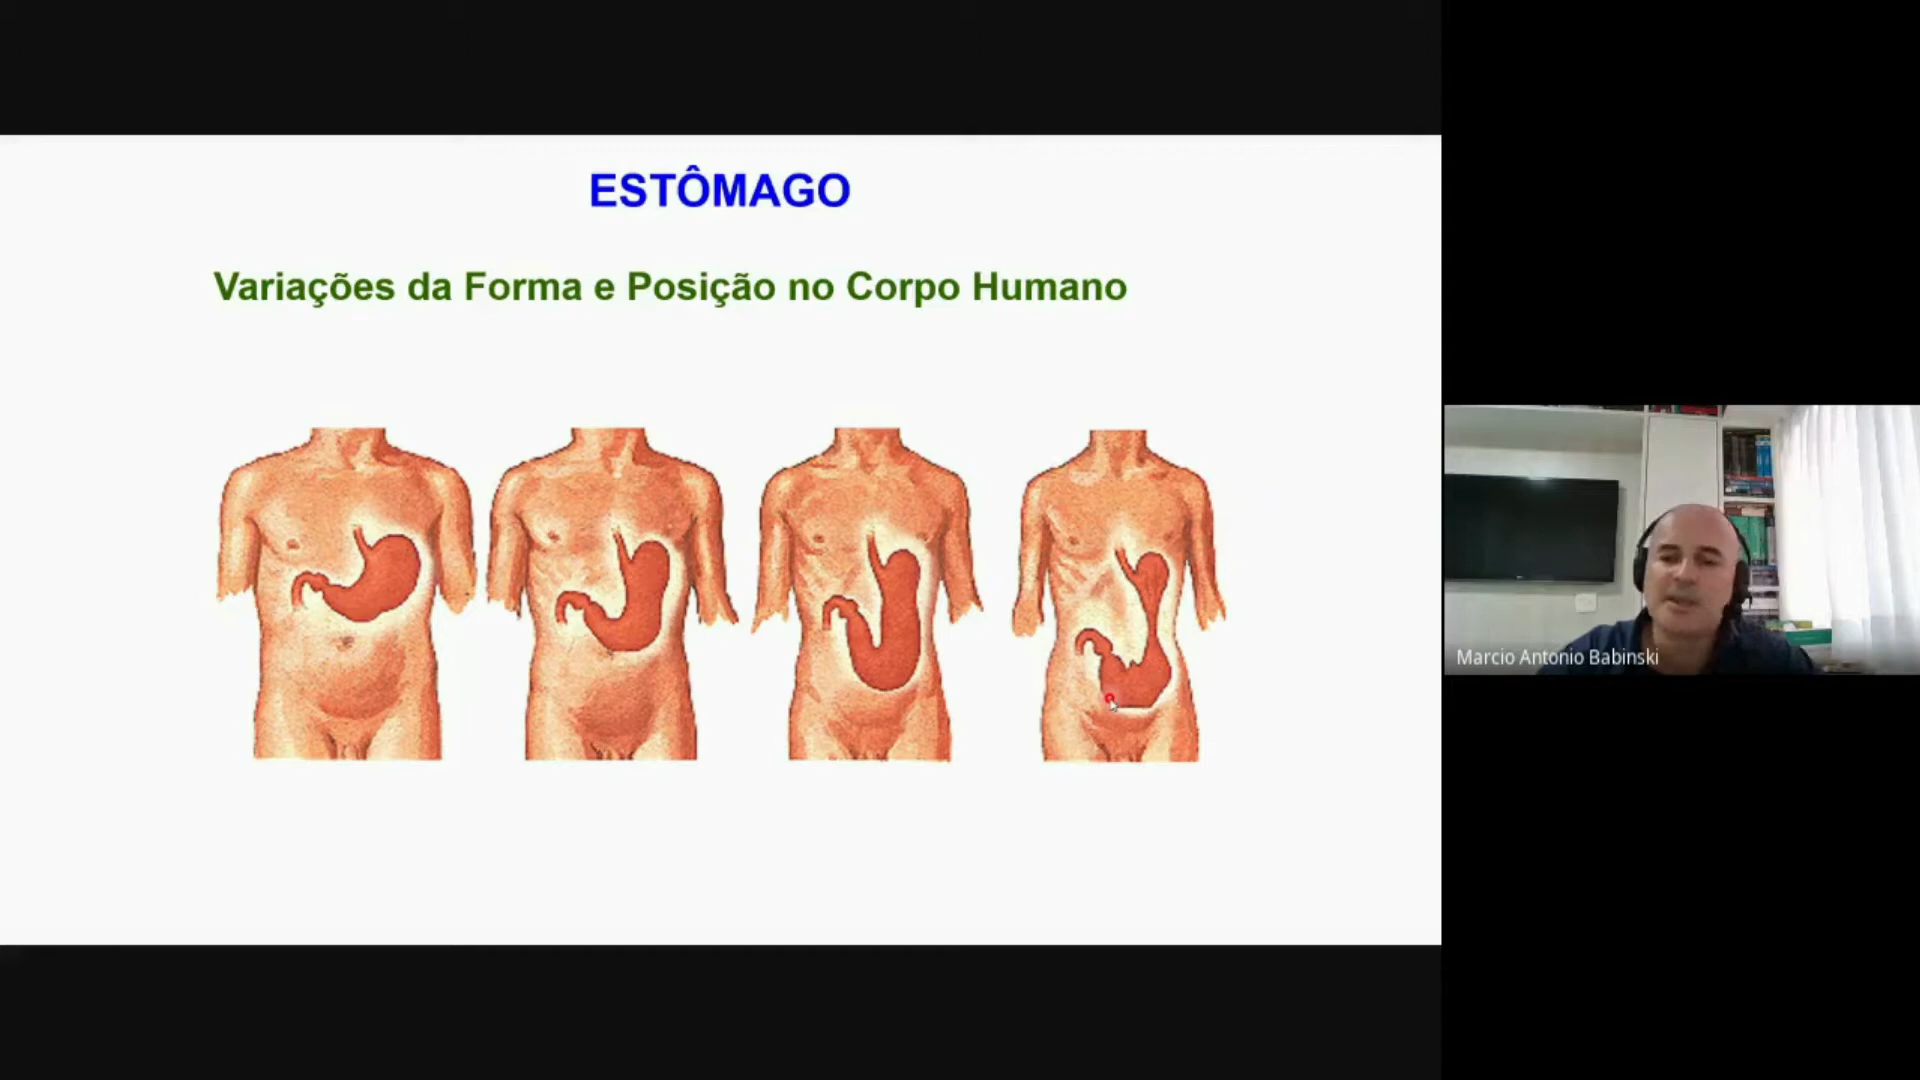 ESTÔMAGO
Variações da Forma e Posição no Corpo Humano
Marcio Antonio Babinski